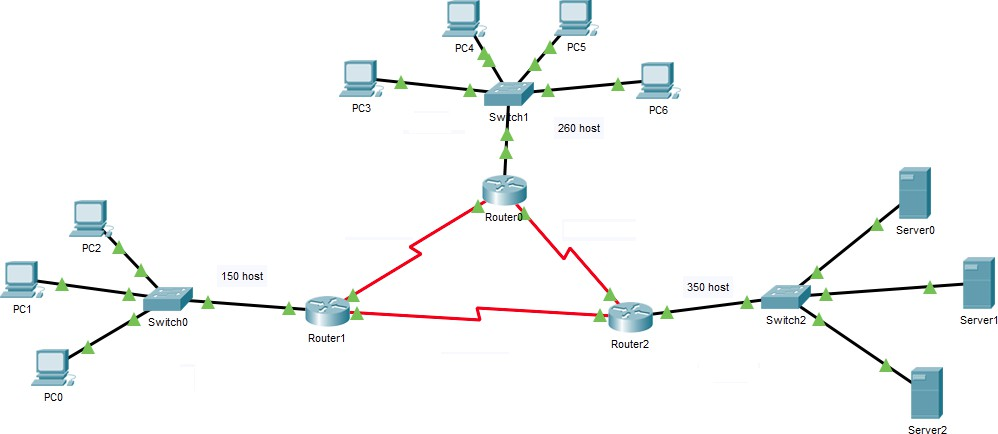 PC4
PC5
PC3
PC6
Switch1
260 host
Router0
Server0
PC2
150 host
350 host
PC1
Switch0
Router1
Router2
Switch2
Server1
PC0
Server2